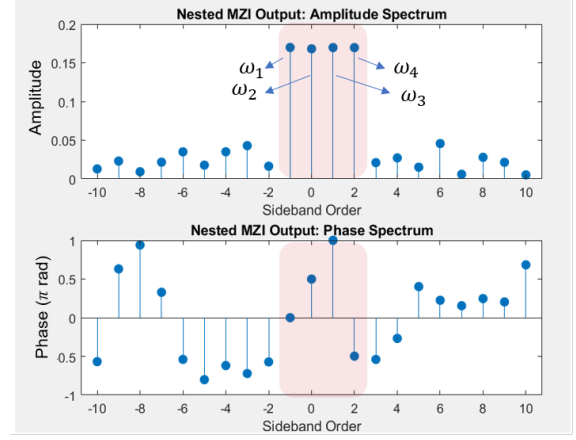 Nested MZI Output: Amplitude Spectrum
0.2
0.15
0.1
0.05
0
Amplitude
ω1
ω2
ω4
ω3
-10 -8 -6 -4 -2 0 2 4 6 8 10
Sideband Order
Nested MZI Output: Phase Spectrum
1
0.5
0
-0.5
-1
Phase (π rad)
-10 -8 -6 -4 -2 0 2 4 6 8 10
Sideband Order